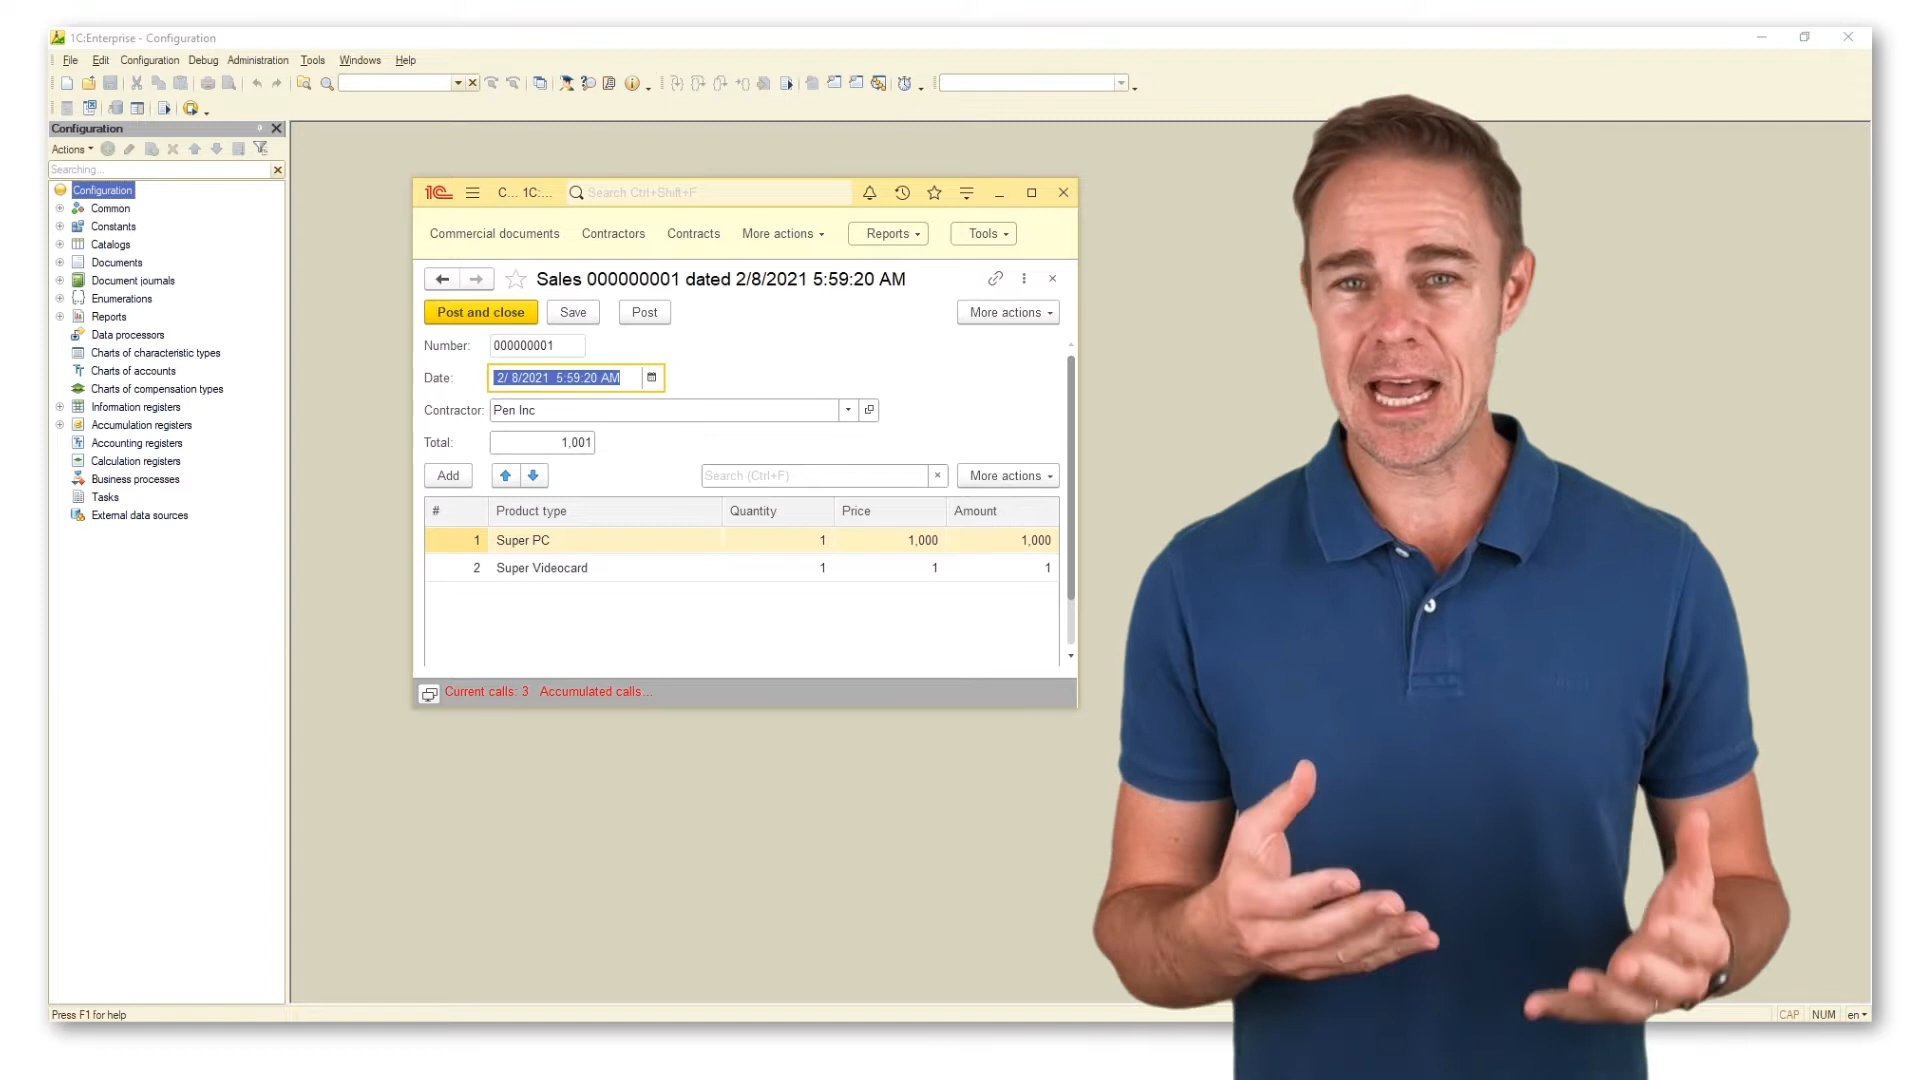 1C:Enterprise - Configuration
File Edit Configuration Debug Administration Tools Windows Help
Configuration
Actions
Searching...
Configuration
Common
Constants
Catalogs
Documents
Document journals
Enumerations
Reports
Data processors
Charts of characteristic types
Charts of accounts
Charts of compensation types
Information registers
Accumulation registers
Accounting registers
Calculation registers
Business processes
Tasks
External data sources
1C C... 1C:... Search Ctrl+Shift+F
Commercial documents Contractors Contracts More actions Reports Tools
Sales 000000001 dated 2/8/2021 5:59:20 AM
Post and close Save Post More actions
Number: 000000001
Date: 2/ 8/2021 5:59:20 AM
Contractor: Pen Inc
Total: 1,001
Add Search (Ctrl+F) More actions
# Product type Quantity Price Amount
1 Super PC 1 1,000 1,000
2 Super Videocard 1 1 1
Current calls: 3 Accumulated calls...
Press F1 for help CAP NUM en